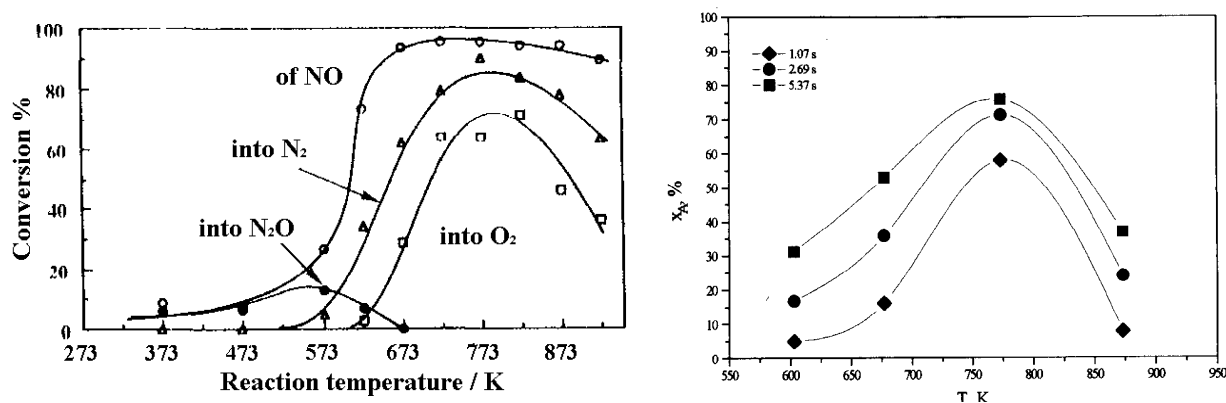 100
80
60
40
20
0
Conversion %
of NO
into N₂
into N₂O
into O₂
273 373 473 573 673 773 873
Reaction temperature / K
100
90
80
70
60
50
40
30
20
10
0
x_A, %
1.07 s
2.69 s
5.37 s
550 600 650 700 750 800 850 900 950
T, K